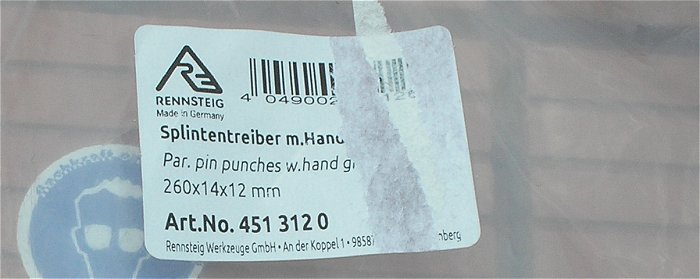 RENNSTEIG
Made in Germany
4 049002
Splintentreiber m.Hand
Par. pin punches w.hand
260x14x12 mm
Art.No. 451 312 0
Rennsteig Werkzeuge GmbH • An der Koppel 1 •